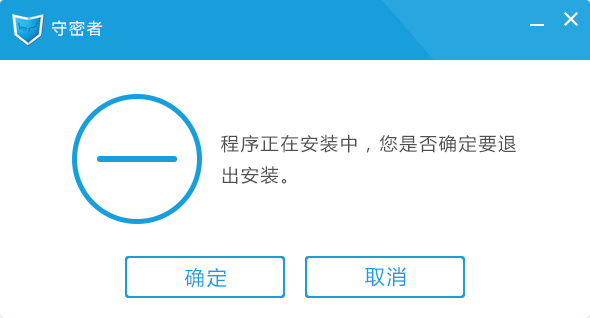 守密者
程序正在安装中，您是否确定要退
出安装。
确定
取消